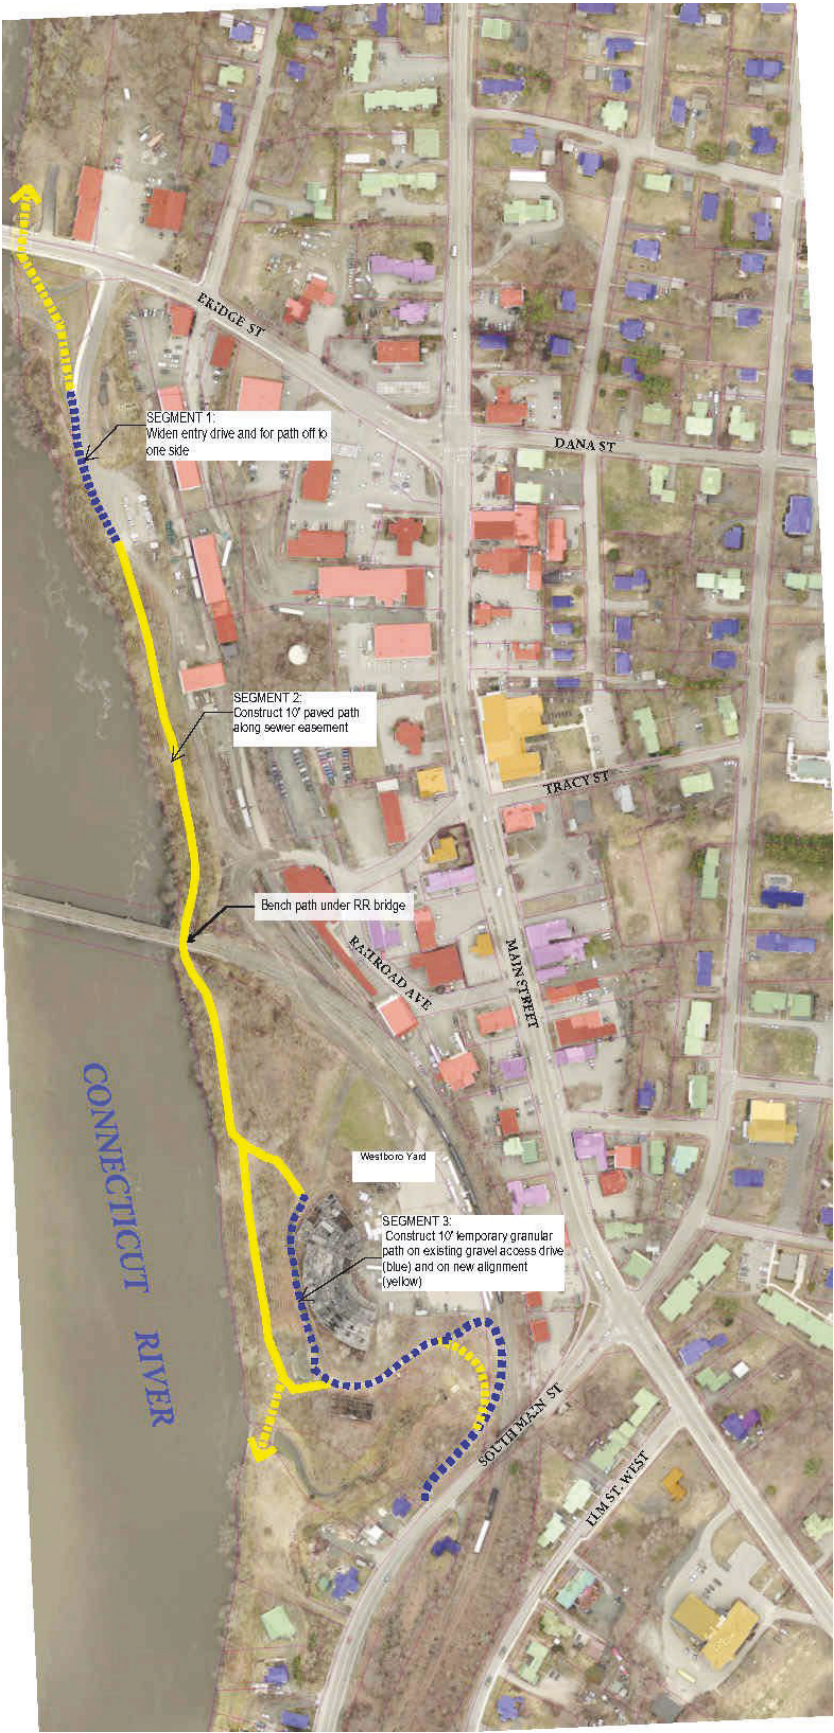 BRIDGE ST
SEGMENT 1:
Widen entry drive and for path off to
one side
DANA ST
SEGMENT 2:
Construct 10' paved path
along sewer easement
TRACY ST
Bench path under RR bridge
RAILROAD AVE
MAIN STREET
CONNECTICUT RIVER
Westboro Yard
SEGMENT 3:
Construct 10' temporary granular
path on existing gravel access drive
(blue) and on new alignment
(yellow)
SOUTH MAIN ST
ELM ST. WEST